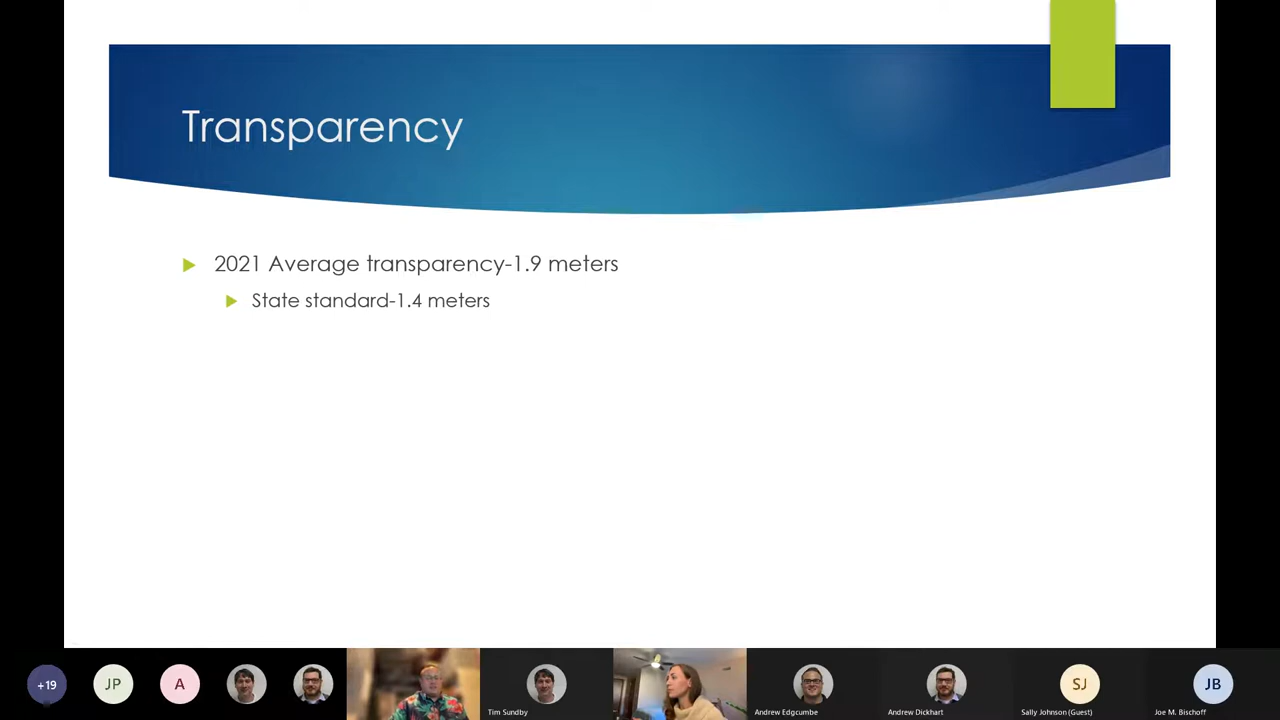 Transparency
2021 Average transparency-1.9 meters
State standard-1.4 meters
+19
JP
A
Tim Sundby
Andrew Edgcumbe
Andrew Dickhart
SJ
Sally Johnson (Guest)
JB
Joe M. Bischoff